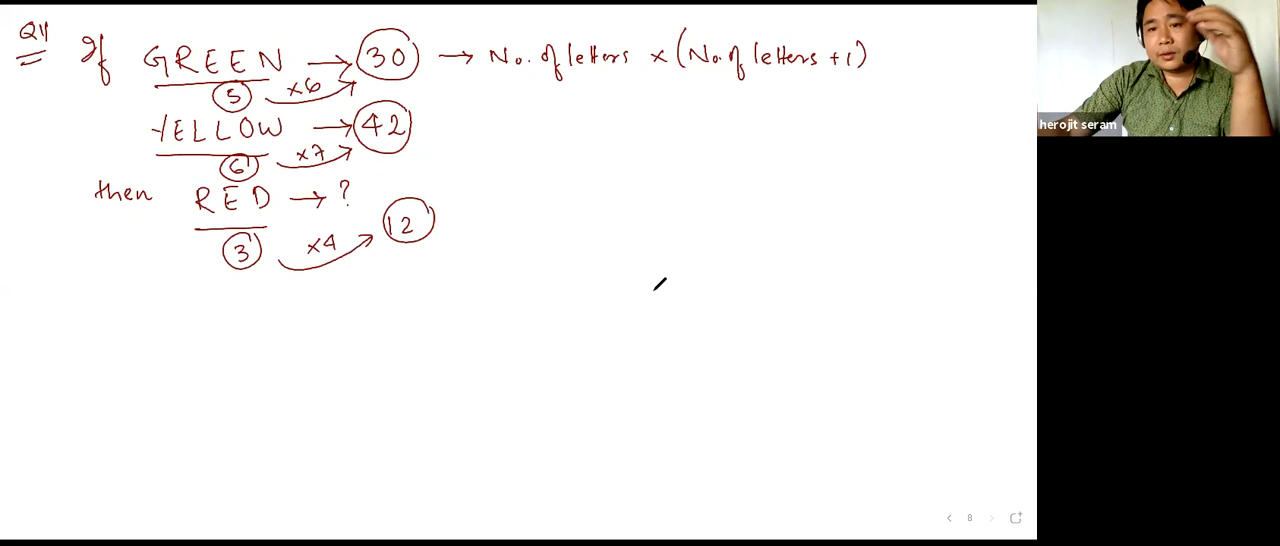 Q11 If GREEN → 30 → No. of letters × (No. of letters + 1)
5 ×6
YELLOW → 42
6 ×7
then RED → ?
3 ×4 12
herojit seram
8